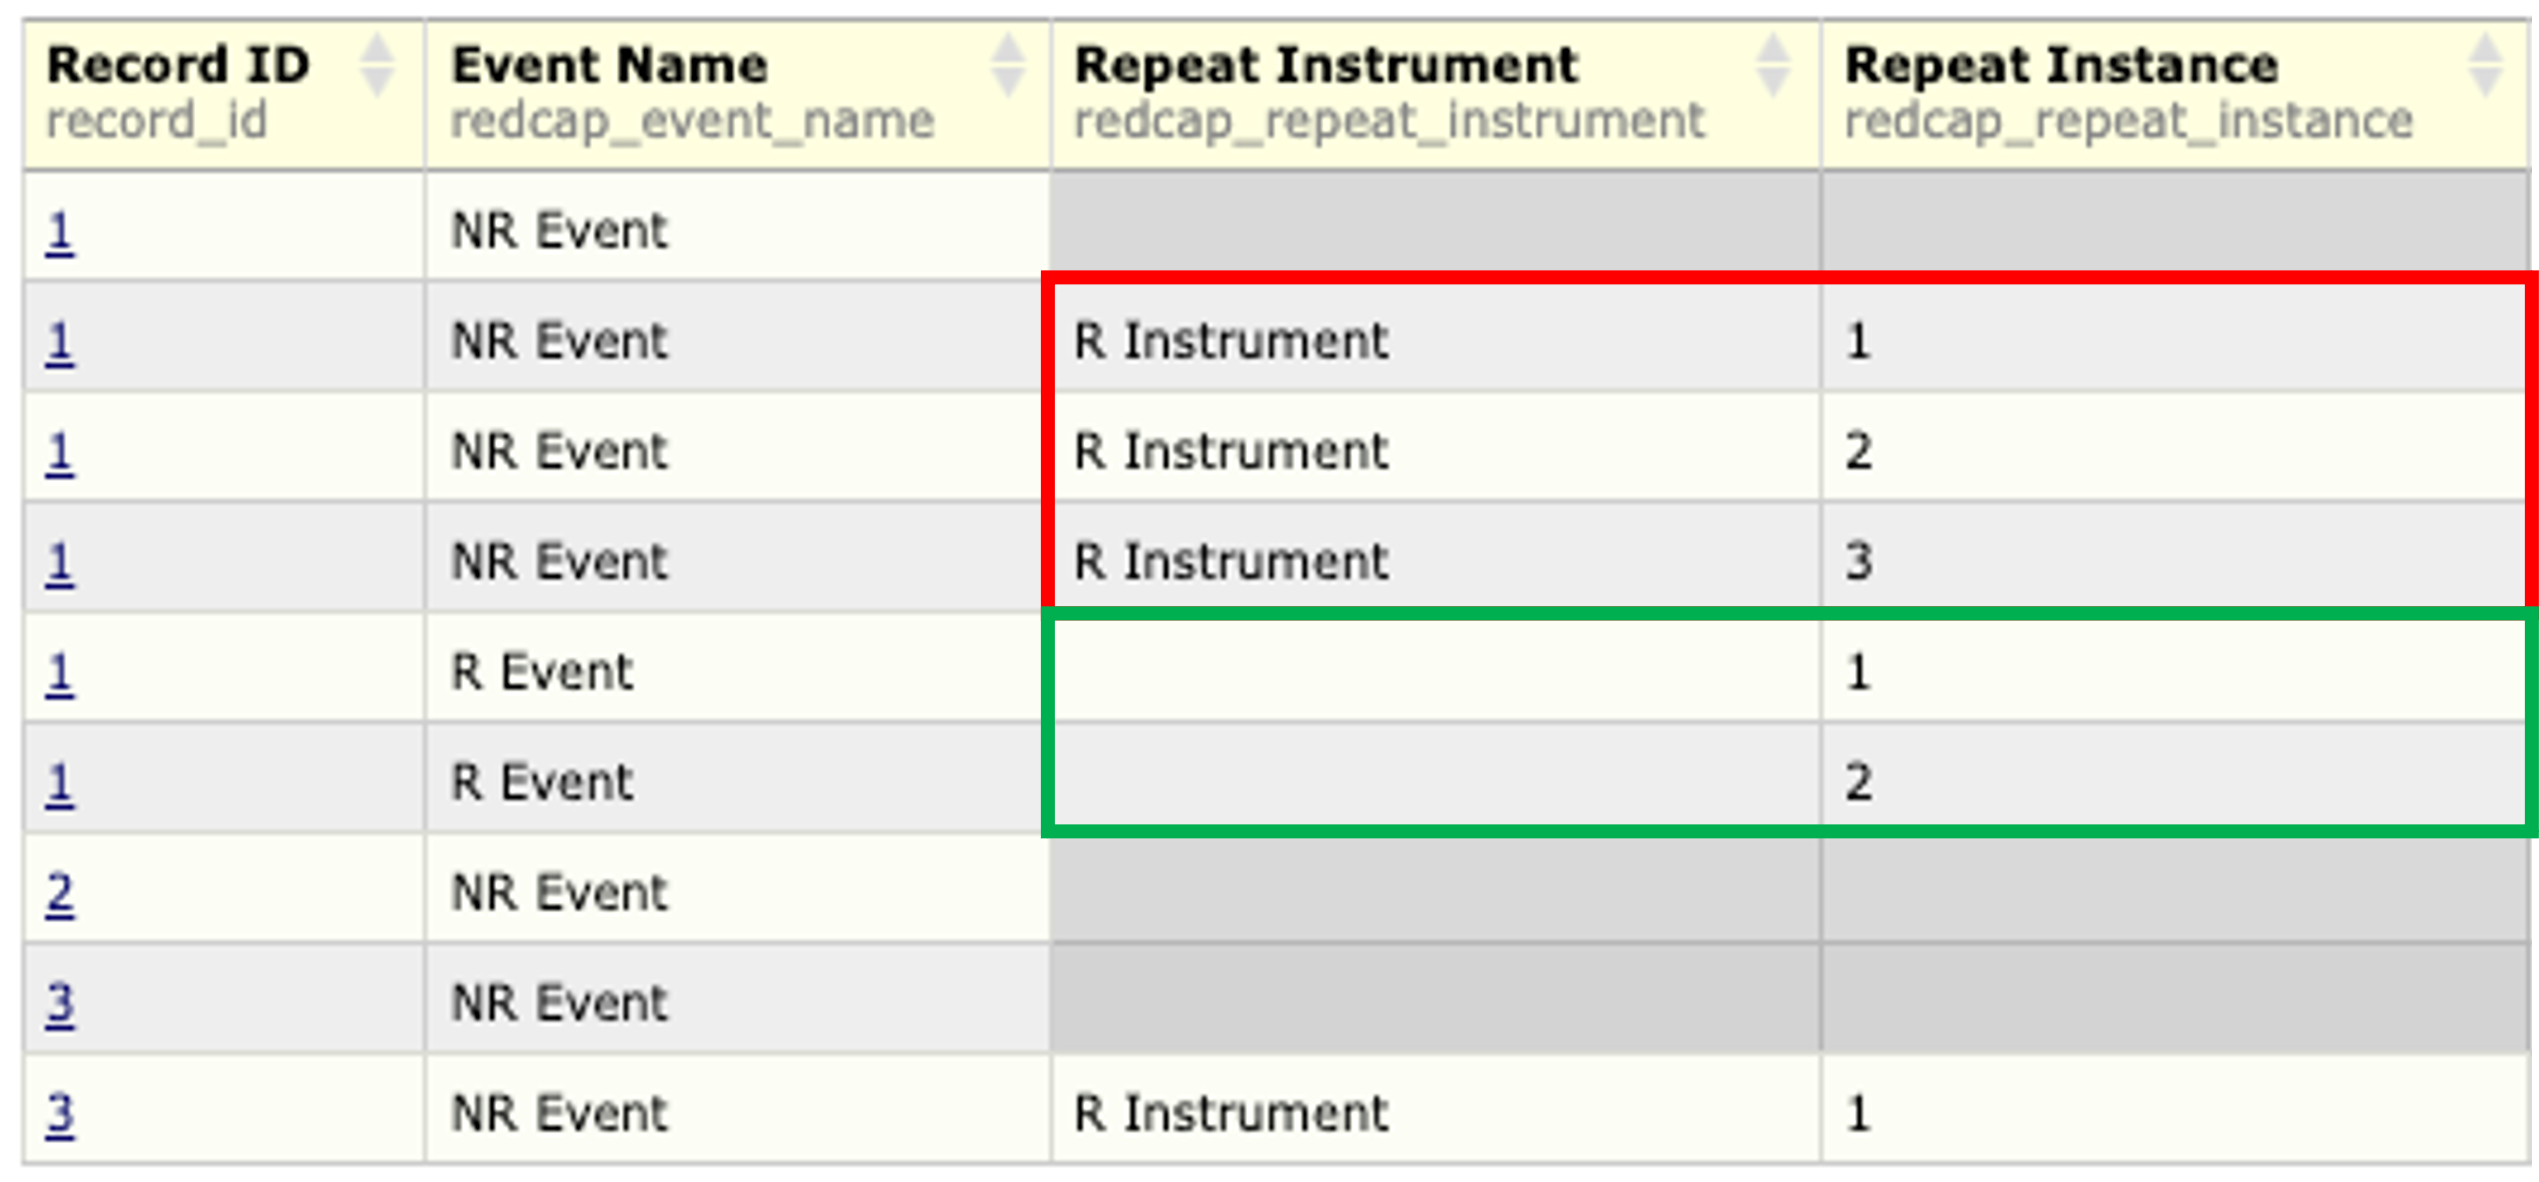 Record ID Event Name Repeat Instrument Repeat Instance
record_id redcap_event_name redcap_repeat_instrument redcap_repeat_instance
1 NR Event
1 NR Event R Instrument 1
1 NR Event R Instrument 2
1 NR Event R Instrument 3
1 R Event 1
1 R Event 2
2 NR Event
3 NR Event
3 NR Event R Instrument 1